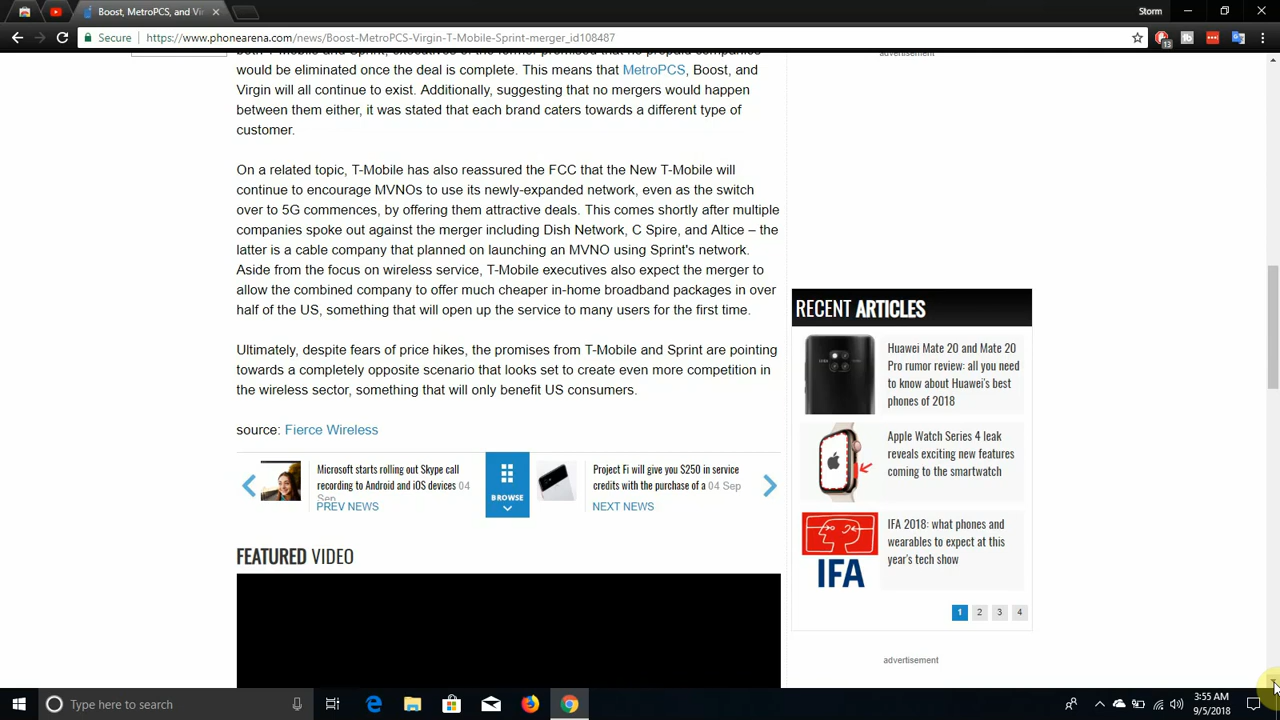 Boost, MetroPCS, and Vir
Storm
Secure
https://www.phonearena.com/news/Boost-MetroPCS-Virgin-T-Mobile-Sprint-merger_id108487
13
both T-Mobile and Sprint, executives of the former promised that no prepaid companies
would be eliminated once the deal is complete. This means that MetroPCS, Boost, and
Virgin will all continue to exist. Additionally, suggesting that no mergers would happen
between them either, it was stated that each brand caters towards a different type of
customer.
On a related topic, T-Mobile has also reassured the FCC that the New T-Mobile will
continue to encourage MVNOs to use its newly-expanded network, even as the switch
over to 5G commences, by offering them attractive deals. This comes shortly after multiple
companies spoke out against the merger including Dish Network, C Spire, and Altice – the
latter is a cable company that planned on launching an MVNO using Sprint's network.
Aside from the focus on wireless service, T-Mobile executives also expect the merger to
allow the combined company to offer much cheaper in-home broadband packages in over
half of the US, something that will open up the service to many users for the first time.
Ultimately, despite fears of price hikes, the promises from T-Mobile and Sprint are pointing
towards a completely opposite scenario that looks set to create even more competition in
the wireless sector, something that will only benefit US consumers.
source: Fierce Wireless
Microsoft starts rolling out Skype call
recording to Android and iOS devices 04
Sep
PREV NEWS
BROWSE
Project Fi will give you $250 in service
credits with the purchase of a 04 Sep
NEXT NEWS
FEATURED VIDEO
advertisement
RECENT ARTICLES
Huawei Mate 20 and Mate 20
Pro rumor review: all you need
to know about Huawei's best
phones of 2018
Apple Watch Series 4 leak
reveals exciting new features
coming to the smartwatch
IFA
IFA 2018: what phones and
wearables to expect at this
year's tech show
1 2 3 4
advertisement
Type here to search
3:55 AM
9/5/2018